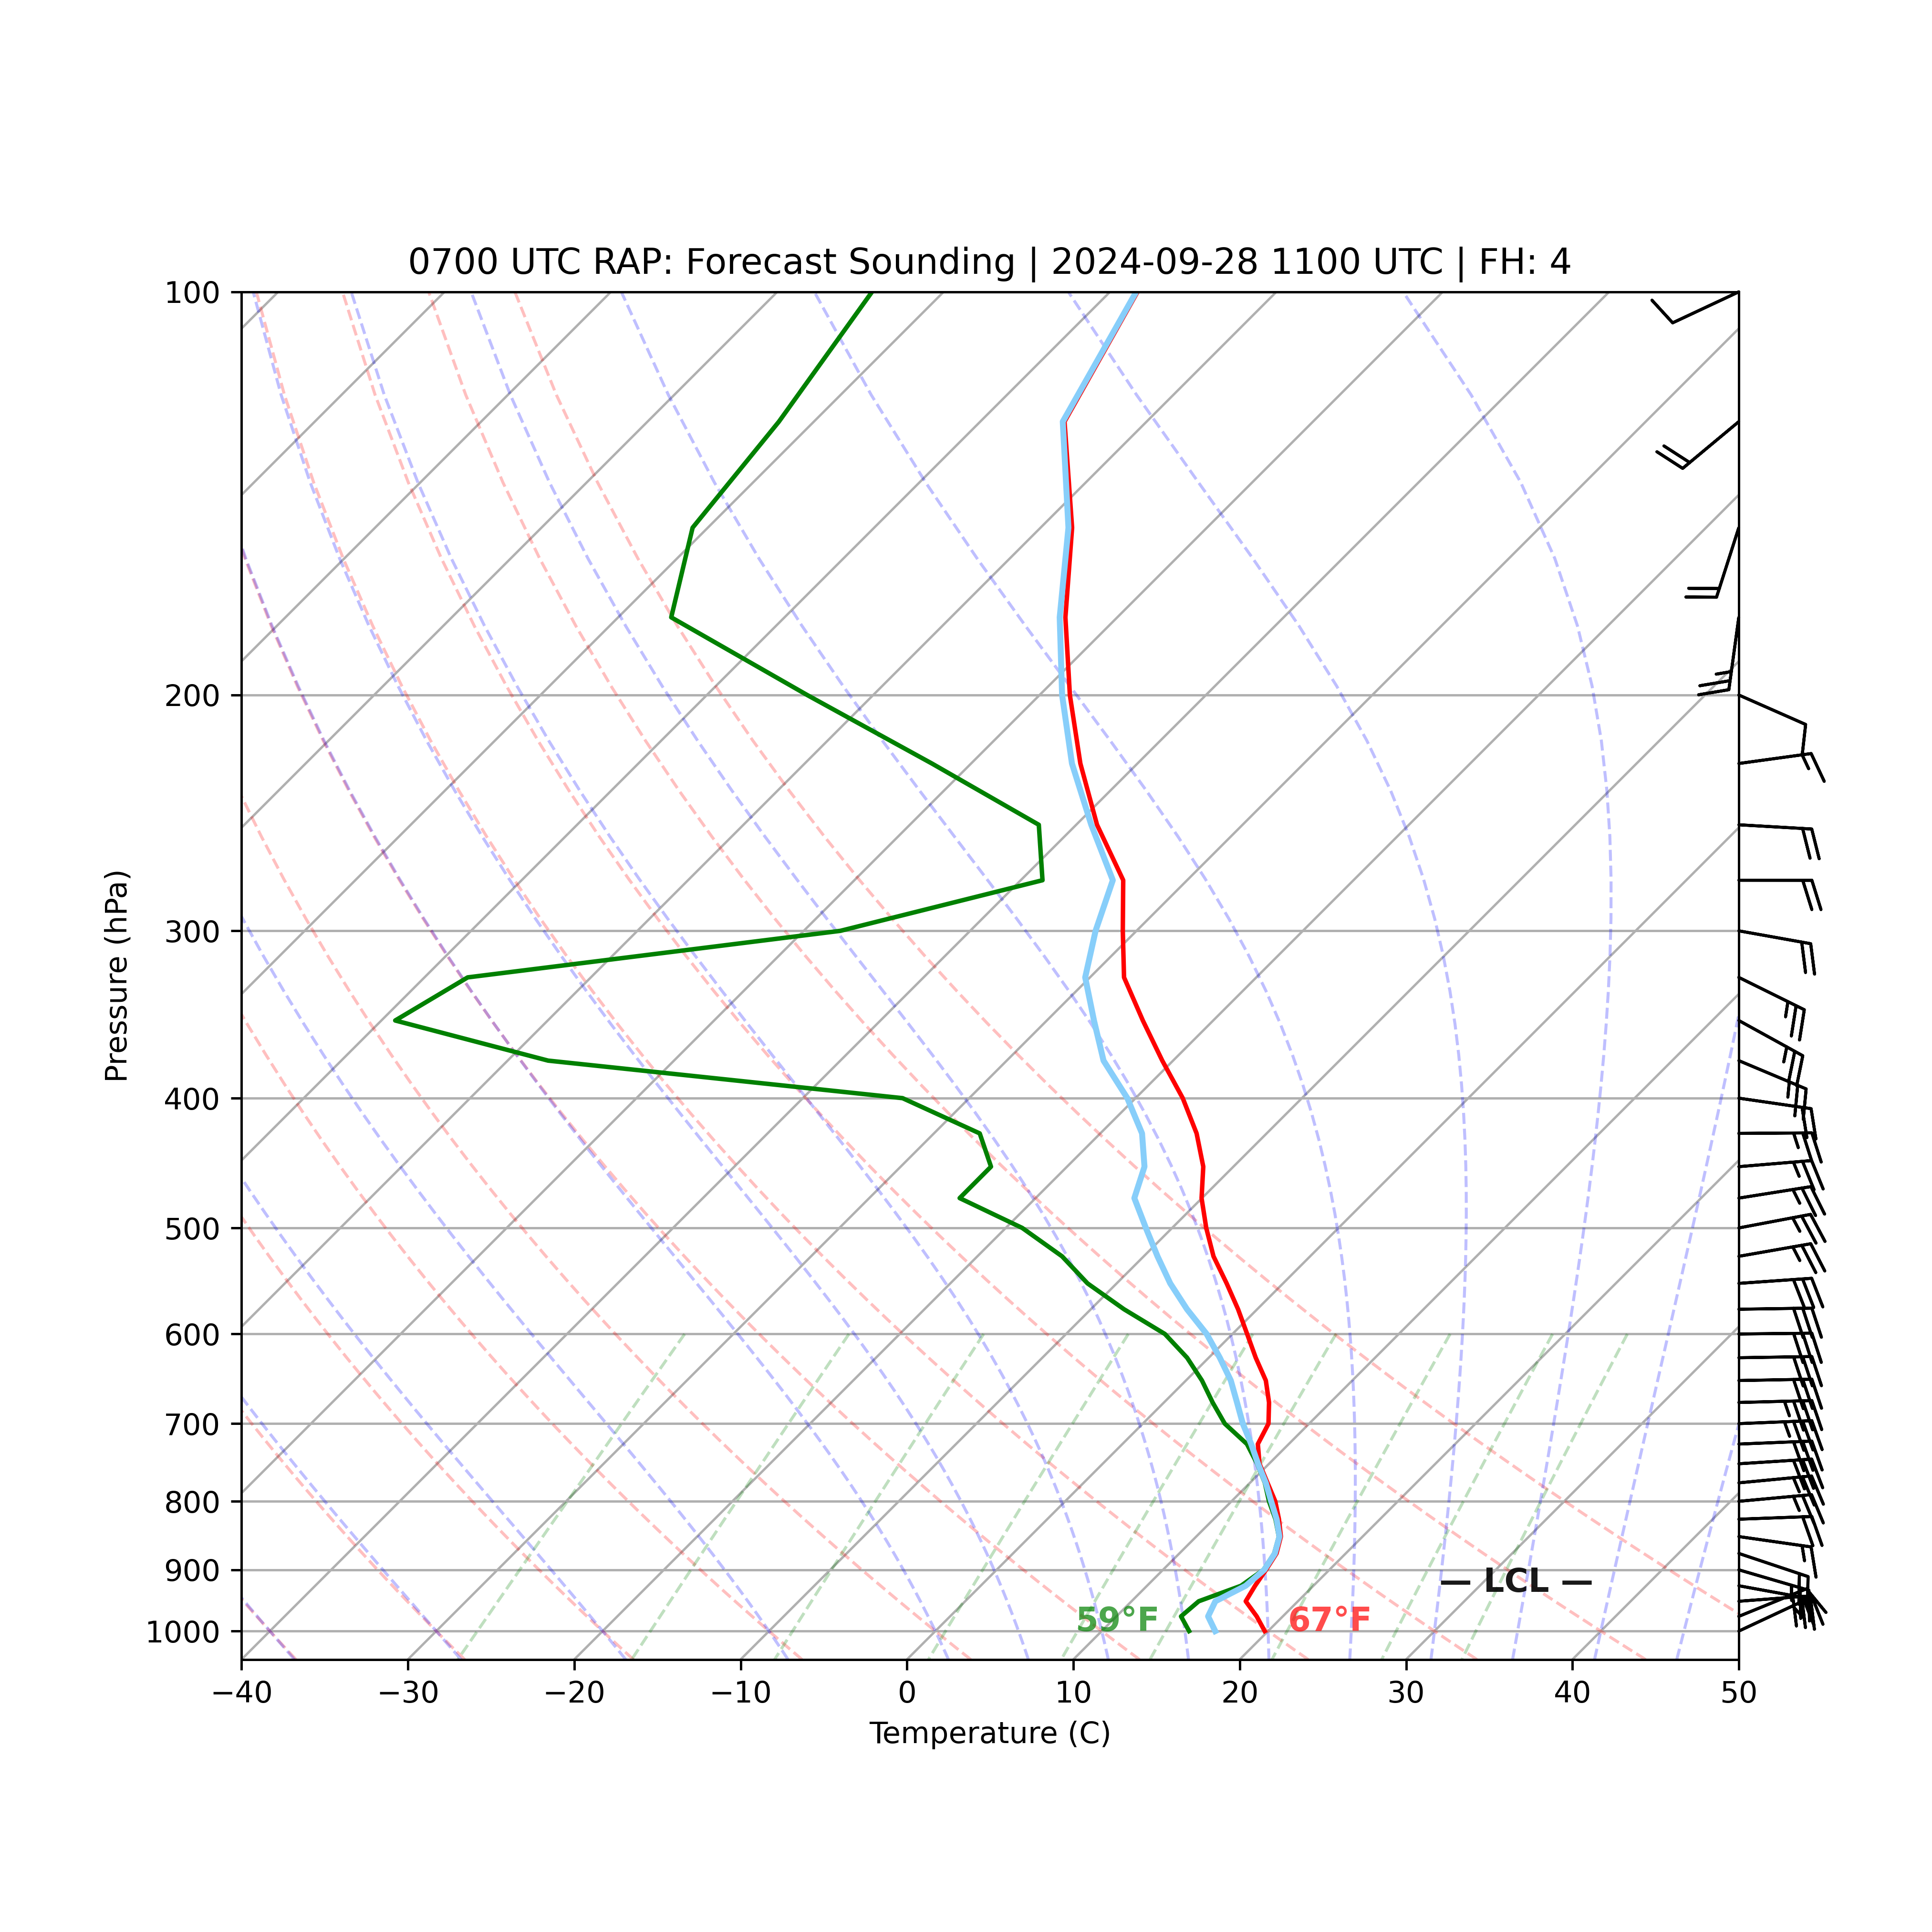 0700 UTC RAP: Forecast Sounding | 2024-09-28 1100 UTC | FH: 4
100
200
300
400
500
600
700
800
900
1000
Pressure (hPa)
— LCL —
59°F
67°F
−40 −30 −20 −10 0 10 20 30 40 50
Temperature (C)